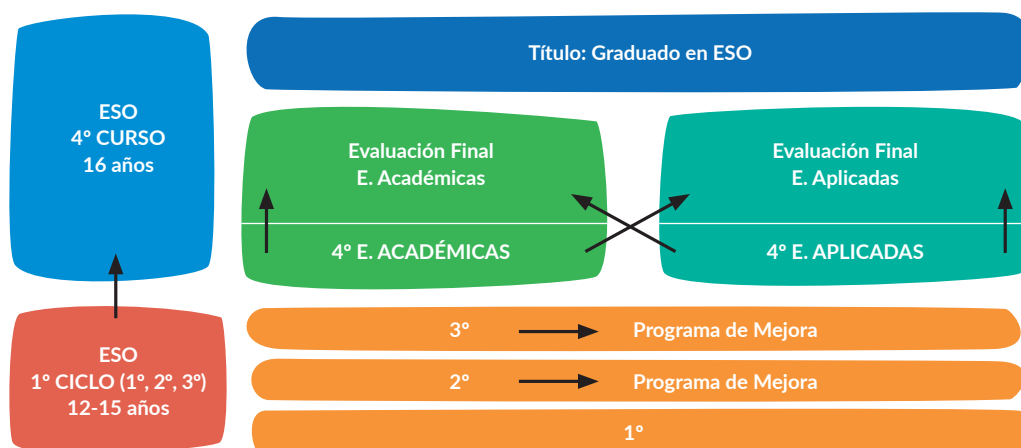 ESO
4º CURSO
16 años
Título: Graduado en ESO
Evaluación Final
E. Académicas
Evaluación Final
E. Aplicadas
4º E. ACADÉMICAS
4º E. APLICADAS
ESO
1º CICLO (1º, 2º, 3º)
12-15 años
3º
Programa de Mejora
2º
Programa de Mejora
1º